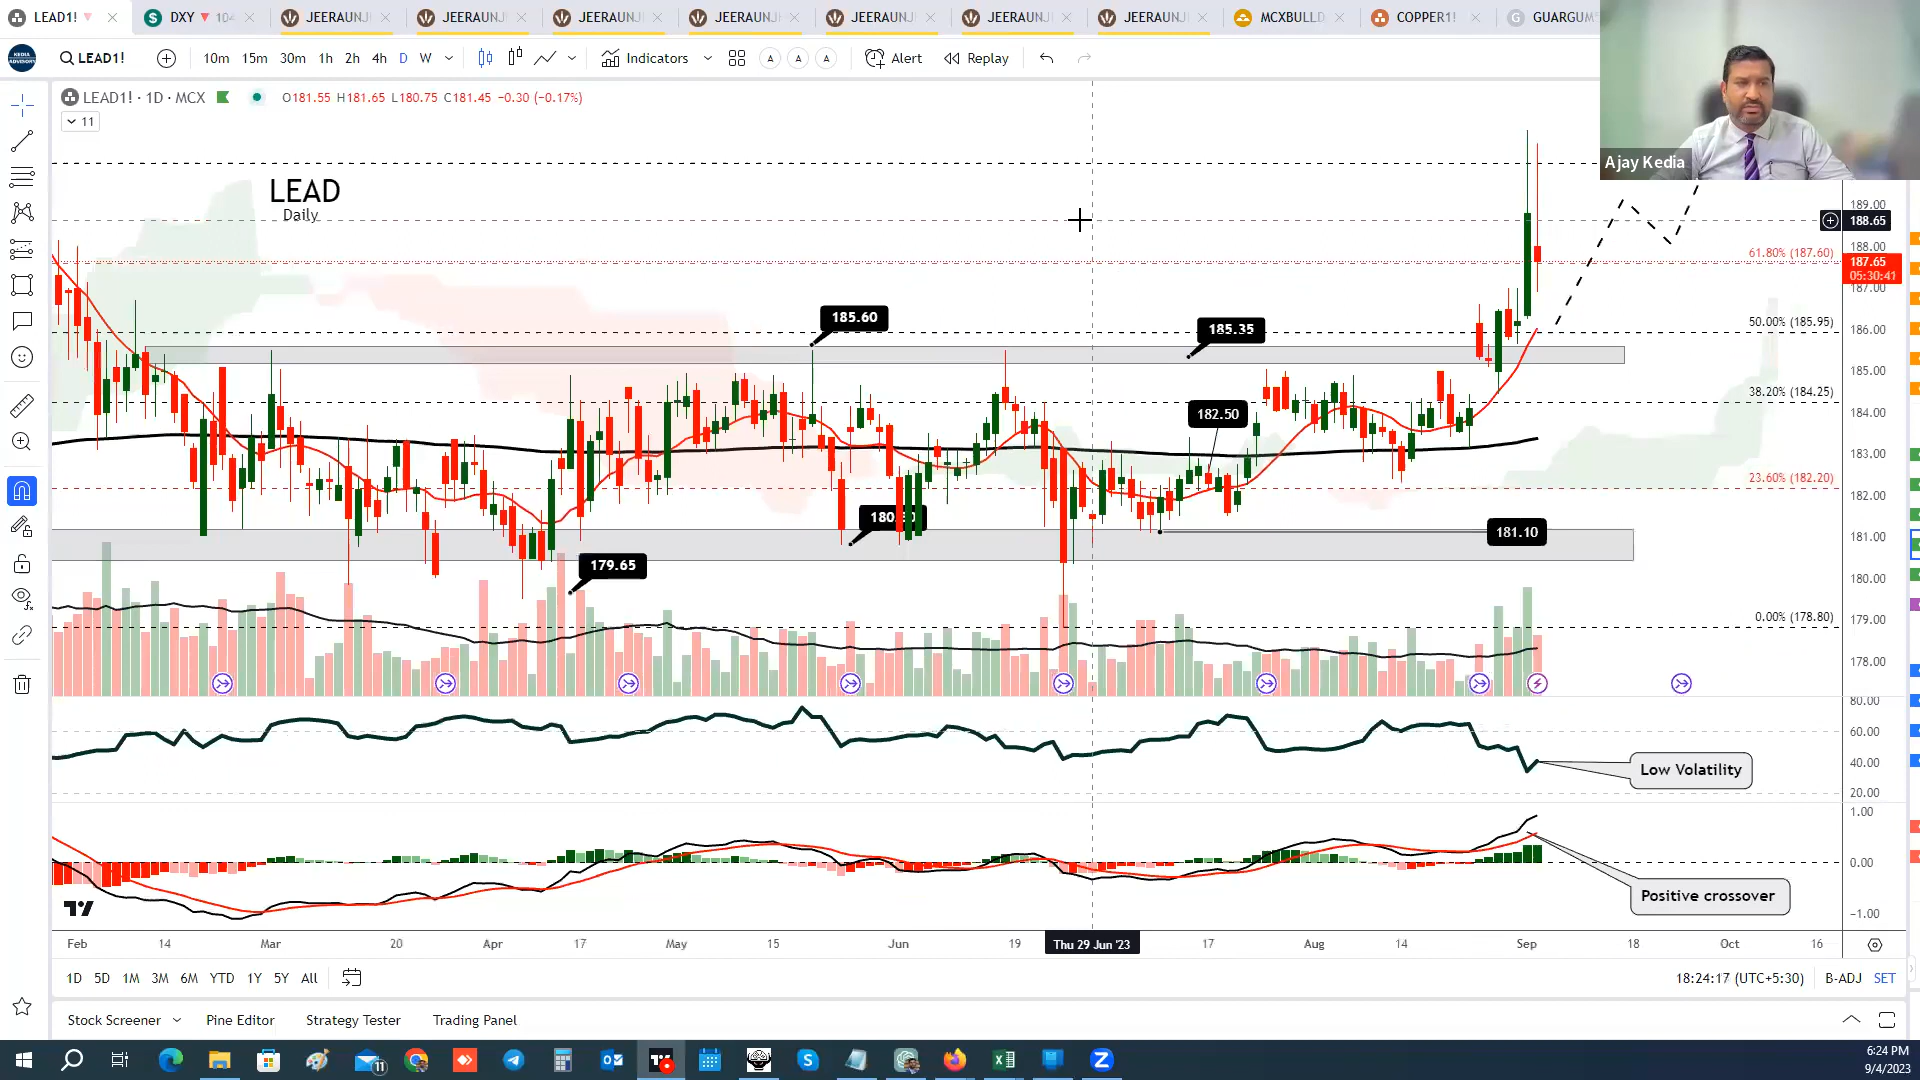 LEAD1!
DXY 104
JEERAUNJ
JEERAUNJ
JEERAUNJ
JEERAUNJ
JEERAUNJ
JEERAUNJ
JEERAUNJ
MCXBULLD
COPPER1!
GUARGUM5
KEDIA ADVISORY
LEAD1!
10m 15m 30m 1h 2h 4h D W
Indicators
A A A
Alert
Replay
LEAD1! · 1D · MCX
O181.55 H181.65 L180.75 C181.45 −0.30 (−0.17%)
11
Ajay Kedia
LEAD
Daily
189.00
188.65
188.00
61.80% (187.60)
187.65
05:30:41
187.00
185.60
185.35
50.00% (185.95)
186.00
185.00
38.20% (184.25)
184.00
182.50
183.00
23.60% (182.20)
182.00
181.10
181.00
179.65
180.00
0.00% (178.80)
179.00
178.00
80.00
60.00
Low Volatility
40.00
20.00
1.00
0.00
Positive crossover
−1.00
Feb 14 Mar 20 Apr 17 May 15 Jun 19 Thu 29 Jun '23 17 Aug 14 Sep 18 Oct 16
1D 5D 1M 3M 6M YTD 1Y 5Y All
18:24:17 (UTC+5:30)
B-ADJ SET
Stock Screener
Pine Editor
Strategy Tester
Trading Panel
11
6:24 PM
9/4/2023